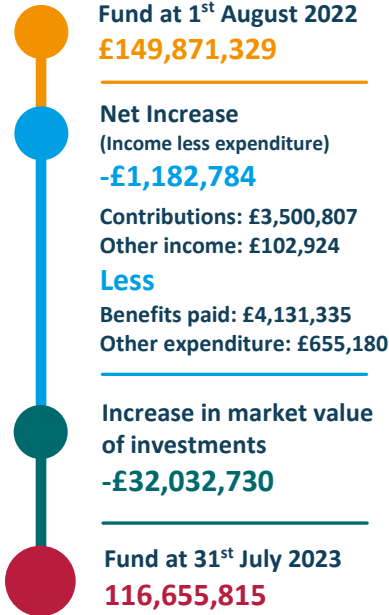 Fund at 1st August 2022
£149,871,329
Net Increase
(Income less expenditure)
-£1,182,784
Contributions: £3,500,807
Other income: £102,924
Less
Benefits paid: £4,131,335
Other expenditure: £655,180
Increase in market value
of investments
-£32,032,730
Fund at 31st July 2023
116,655,815